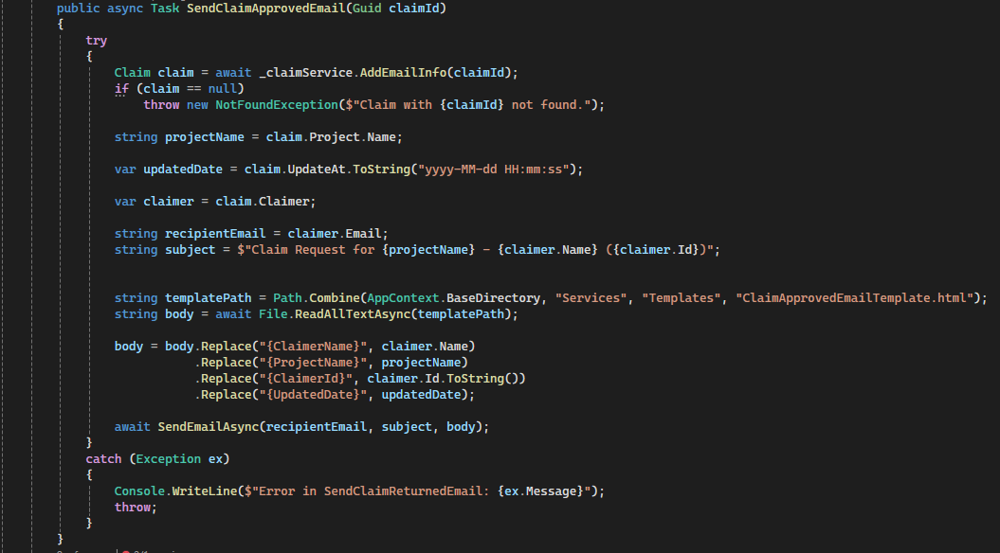 public async Task SendClaimApprovedEmail(Guid claimId)
{
try
{
Claim claim = await _claimService.AddEmailInfo(claimId);
if (claim == null)
throw new NotFoundException($"Claim with {claimId} not found.");
string projectName = claim.Project.Name;
var updatedDate = claim.UpdateAt.ToString("yyyy-MM-dd HH:mm:ss");
var claimer = claim.Claimer;
string recipientEmail = claimer.Email;
string subject = $"Claim Request for {projectName} - {claimer.Name} ({claimer.Id})";
string templatePath = Path.Combine(AppContext.BaseDirectory, "Services", "Templates", "ClaimApprovedEmailTemplate.html");
string body = await File.ReadAllTextAsync(templatePath);
body = body.Replace("{ClaimerName}", claimer.Name)
.Replace("{ProjectName}", projectName)
.Replace("{ClaimerId}", claimer.Id.ToString())
.Replace("{UpdatedDate}", updatedDate);
await SendEmailAsync(recipientEmail, subject, body);
}
catch (Exception ex)
{
Console.WriteLine($"Error in SendClaimReturnedEmail: {ex.Message}");
throw;
}
}